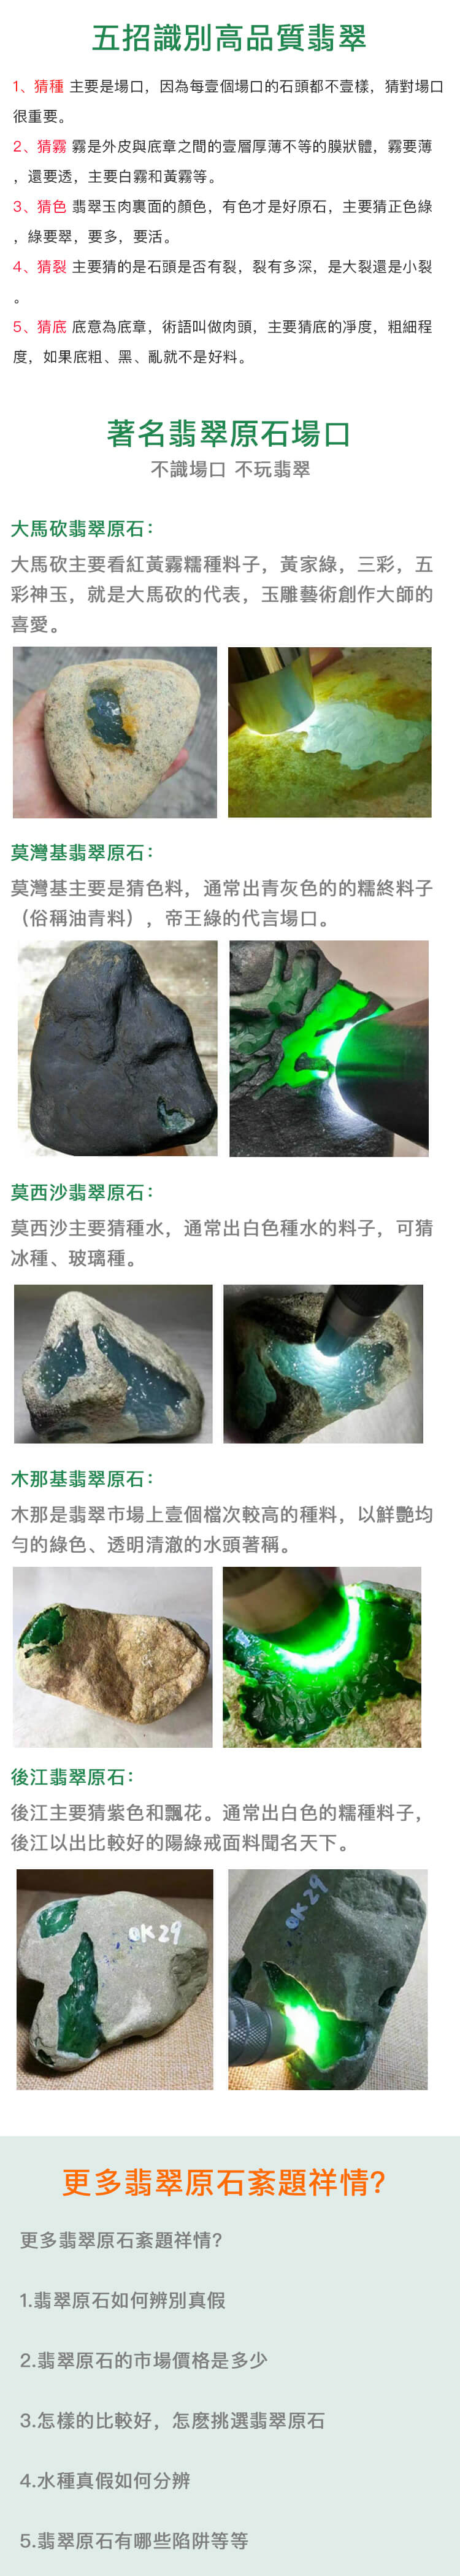 五招識別高品質翡翠
1、猜種 主要是場口，因為每壹個場口的石頭都不壹樣，猜對場口
很重要。
2、猜霧 霧是外皮與底章之間的壹層厚薄不等的膜狀體，霧要薄
，還要透，主要白霧和黃霧等。
3、猜色 翡翠玉肉裏面的顏色，有色才是好原石，主要猜正色綠
，綠要翠，要多，要活。
4、猜裂 主要猜的是石頭是否有裂，裂有多深，是大裂還是小裂
。
5、猜底 底意為底章，術語叫做肉頭，主要猜底的凈度，粗細程
度，如果底粗、黑、亂就不是好料。
著名翡翠原石場口
不識場口 不玩翡翠
大馬砍翡翠原石：
大馬砍主要看紅黃霧糯種料子，黃家綠，三彩，五
彩神玉，就是大馬砍的代表，玉雕藝術創作大師的
喜愛。
莫灣基翡翠原石：
莫灣基主要是猜色料，通常出青灰色的的糯終料子
（俗稱油青料），帝王綠的代言場口。
莫西沙翡翠原石：
莫西沙主要猜種水，通常出白色種水的料子，可猜
冰種、玻璃種。
木那基翡翠原石：
木那是翡翠市場上壹個檔次較高的種料，以鮮艷均
勻的綠色、透明清澈的水頭著稱。
後江翡翠原石：
後江主要猜紫色和飄花。通常出白色的糯種料子，
後江以出比較好的陽綠戒面料聞名天下。
OK29
OK29
更多翡翠原石紊題祥情?
更多翡翠原石紊題祥情?
1.翡翠原石如何辨別真假
2.翡翠原石的市場價格是多少
3.怎樣的比較好，怎麽挑選翡翠原石
4.水種真假如何分辨
5.翡翠原石有哪些陷阱等等